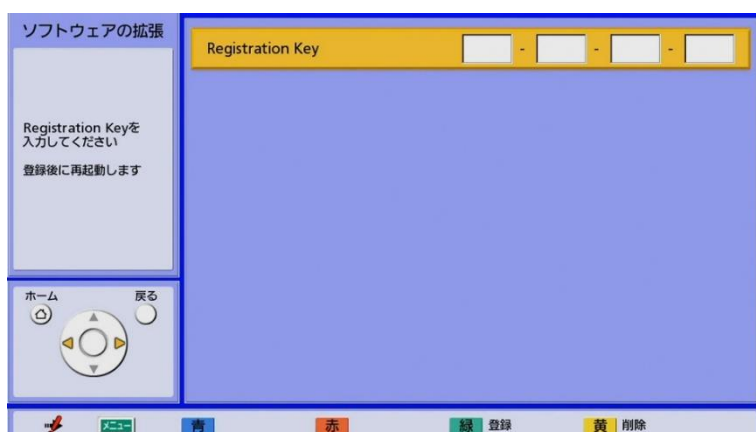 ソフトウェアの拡張
Registration Key - - -
Registration Keyを
入力してください
登録後に再起動します
ホーム 戻る
メニュー 青 赤 緑 登録 黄 削除